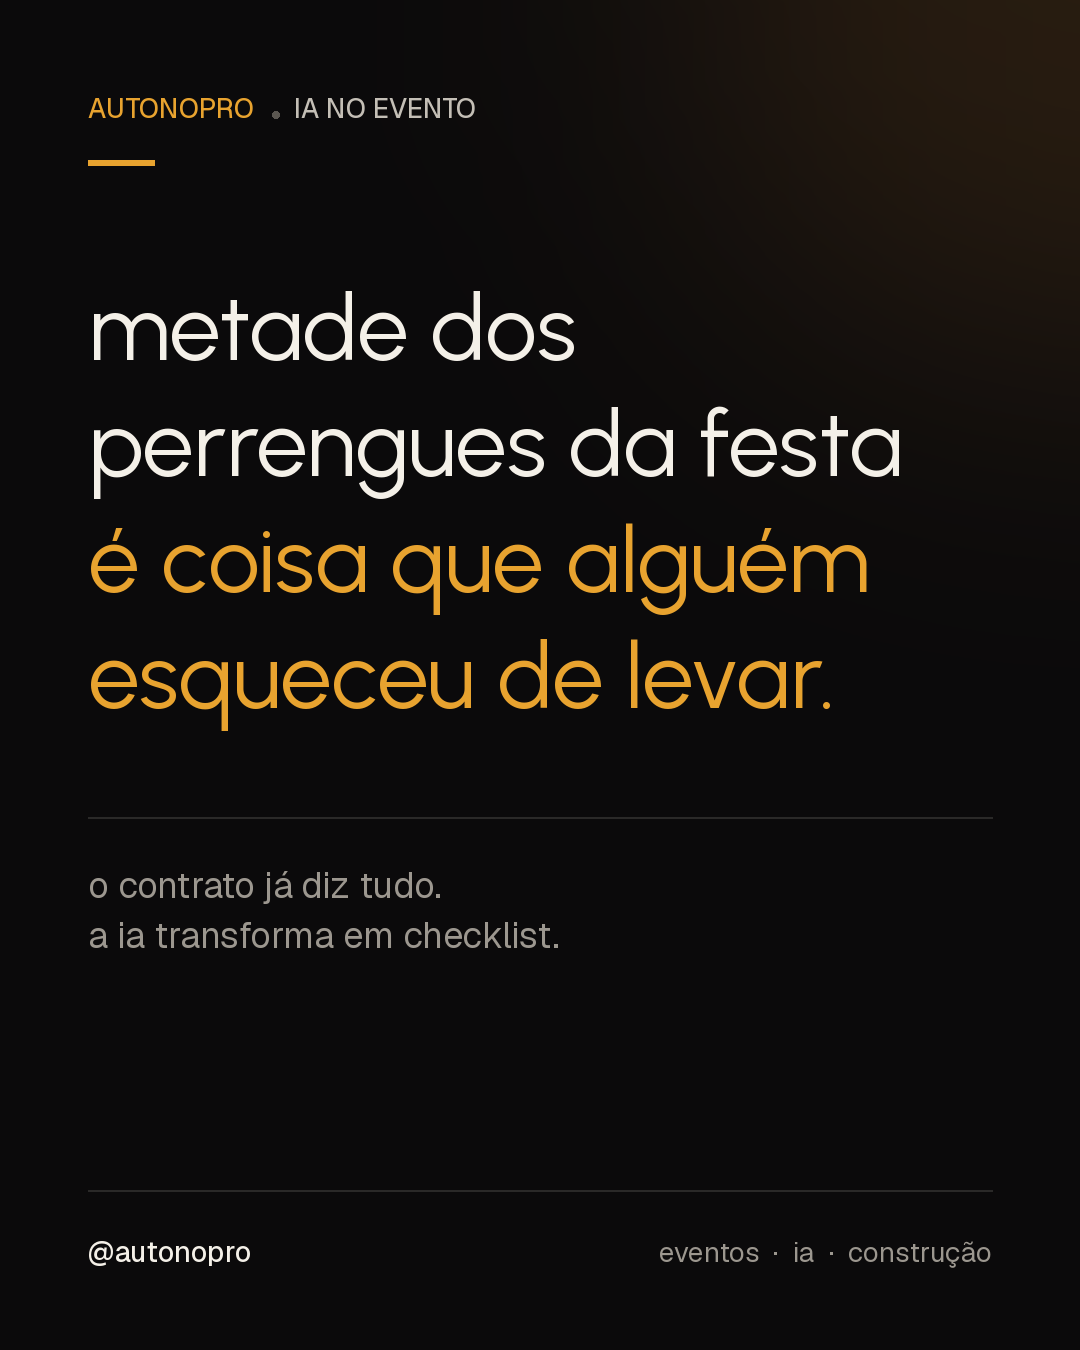 AUTONOPRO • IA NO EVENTO
metade dos
perrengues da festa
é coisa que alguém
esqueceu de levar.
o contrato já diz tudo.
a ia transforma em checklist.
@autonopro
eventos · ia · construção